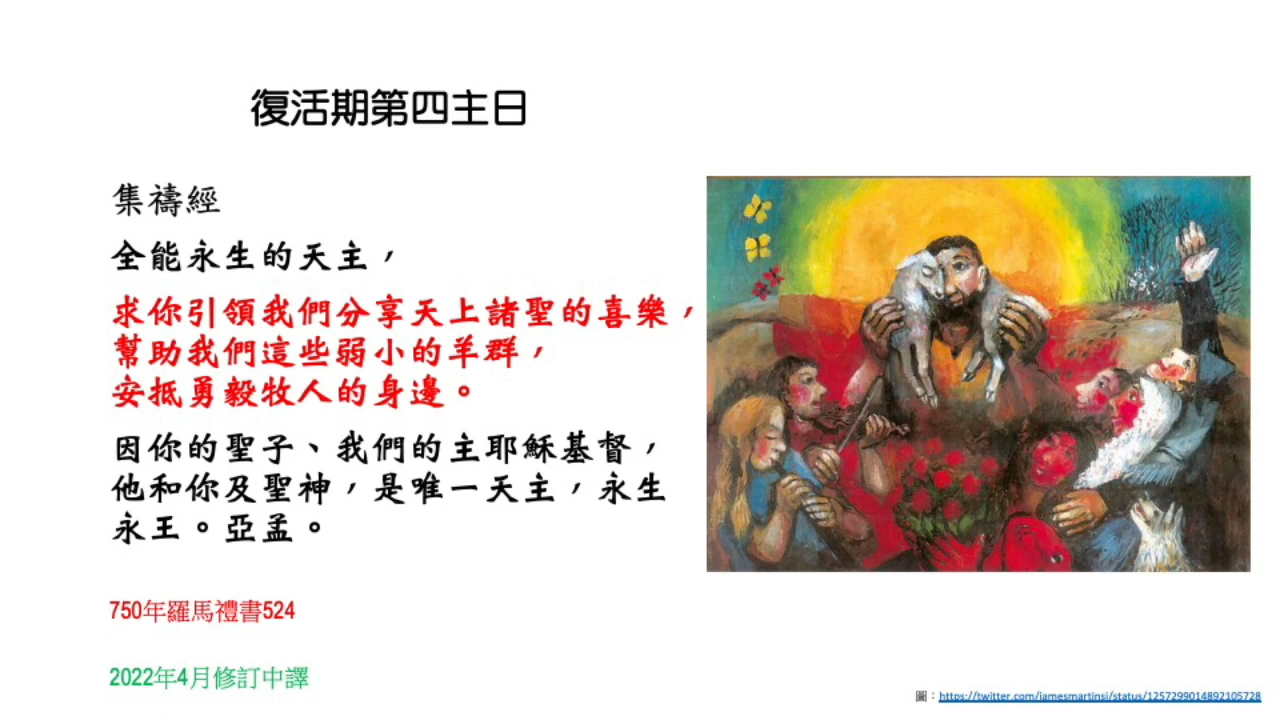 復活期第四主日
集禱經
全能永生的天主，
求你引領我們分享天上諸聖的喜樂，
幫助我們這些弱小的羊群，
安抵勇毅牧人的身邊。
因你的聖子、我們的主耶穌基督，
他和你及聖神，是唯一天主，永生
永王。亞孟。
750年羅馬禮書524
2022年4月修訂中譯
圖：https://twitter.com/jamesmartinsj/status/1257299014892105728